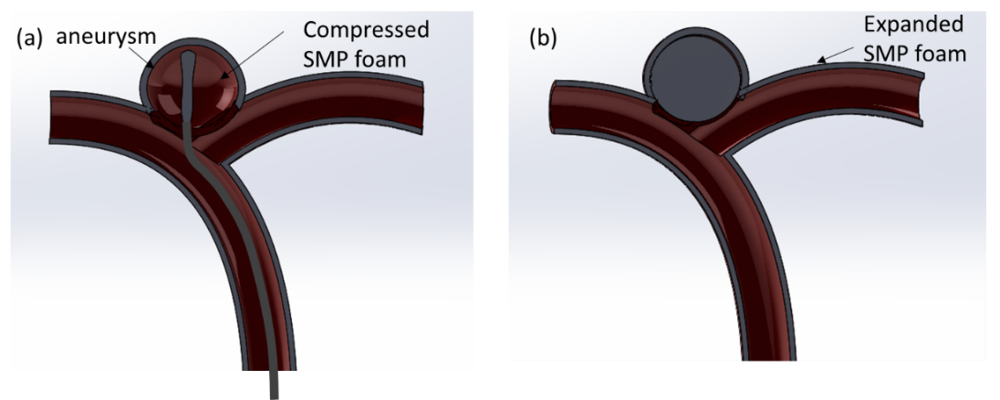 (a)
aneurysm
Compressed
SMP foam
(b)
Expanded
SMP foam